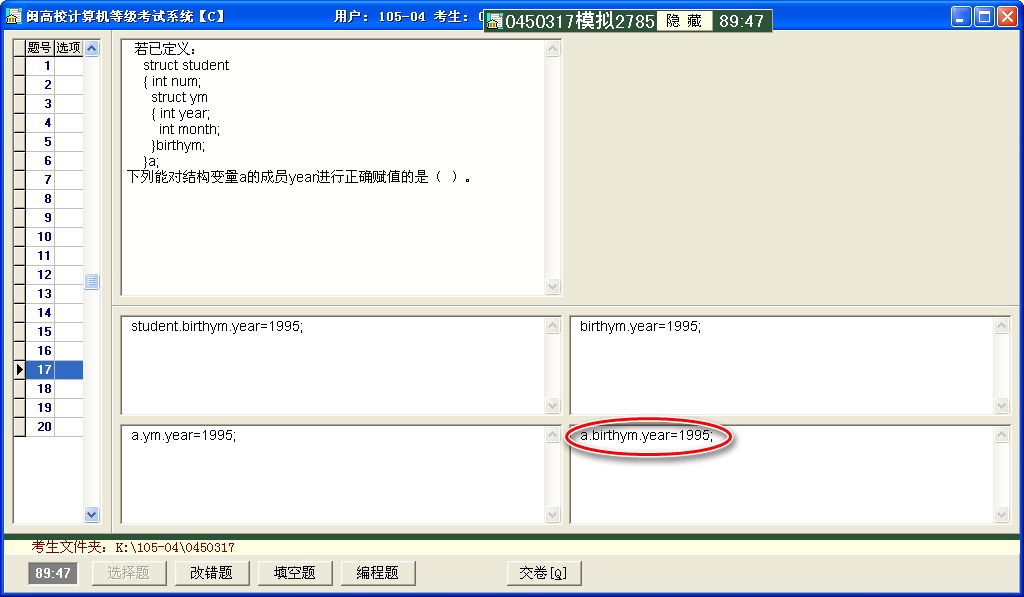 闽高校计算机等级考试系统【C】
用户: 105-04 考生:
0450317模拟2785 隐 藏 89:47
题号 选项
1
2
3
4
5
6
7
8
9
10
11
12
13
14
15
16
17
18
19
20
若已定义:
struct student
{ int num;
struct ym
{ int year;
int month;
}birthym;
}a;
下列能对结构变量a的成员year进行正确赋值的是（ ）。
student.birthym.year=1995;
birthym.year=1995;
a.ym.year=1995;
a.birthym.year=1995;
考生文件夹: K:\105-04\0450317
89:47 选择题 改错题 填空题 编程题 交卷[Q]